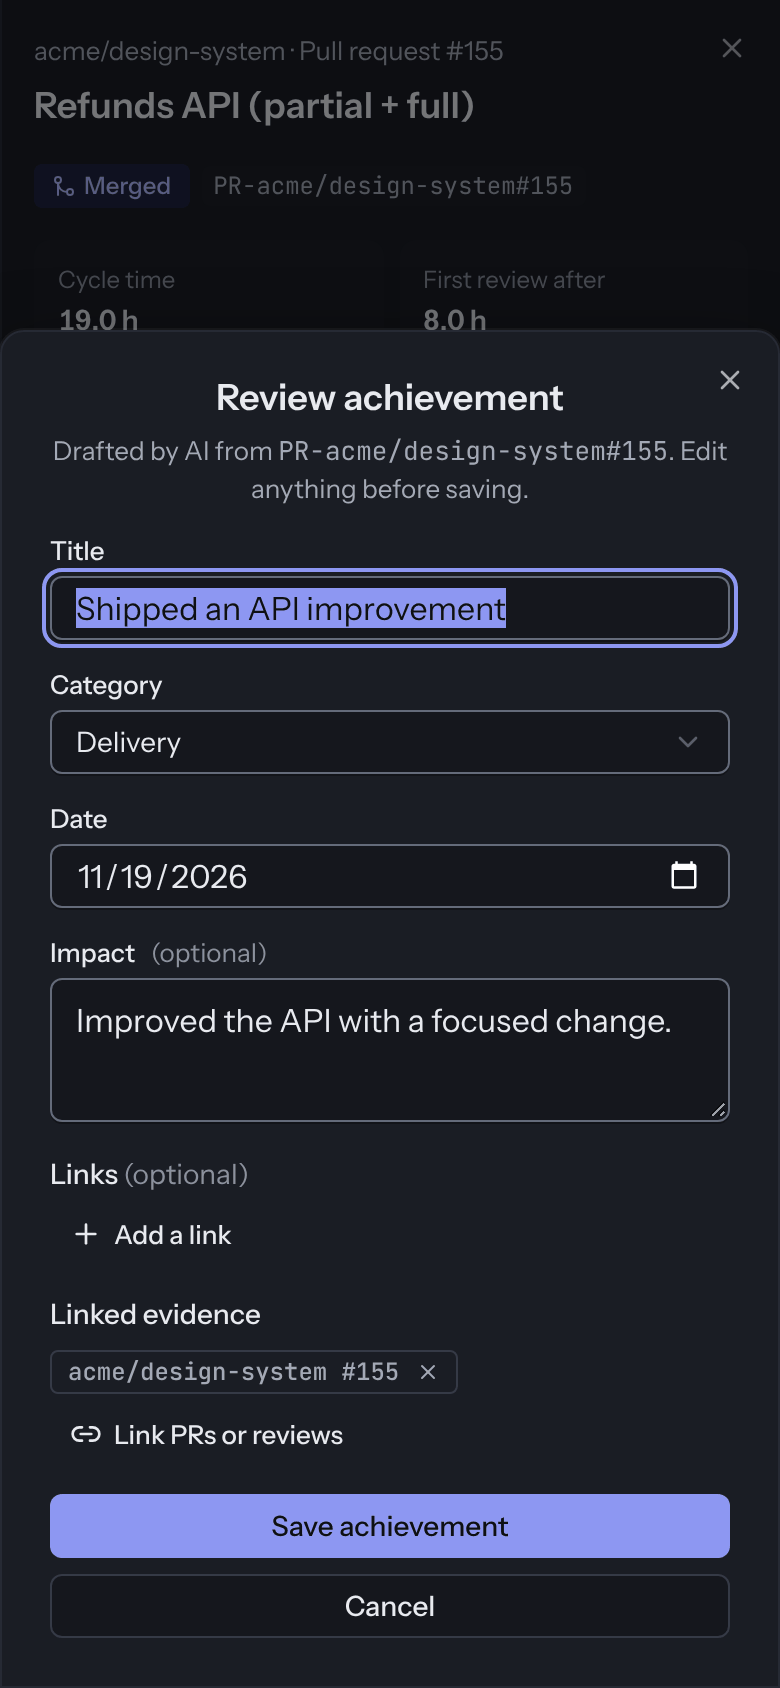 acme/design-system · Pull request #155
Refunds API (partial + full)
Merged PR-acme/design-system#155
Cycle time First review after
19.0 h 8.0 h
Review achievement
Drafted by AI from PR-acme/design-system#155. Edit
anything before saving.
Title
Shipped an API improvement
Category
Delivery
Date
11/19/2026
Impact (optional)
Improved the API with a focused change.
Links (optional)
Add a link
Linked evidence
acme/design-system #155
Link PRs or reviews
Save achievement
Cancel